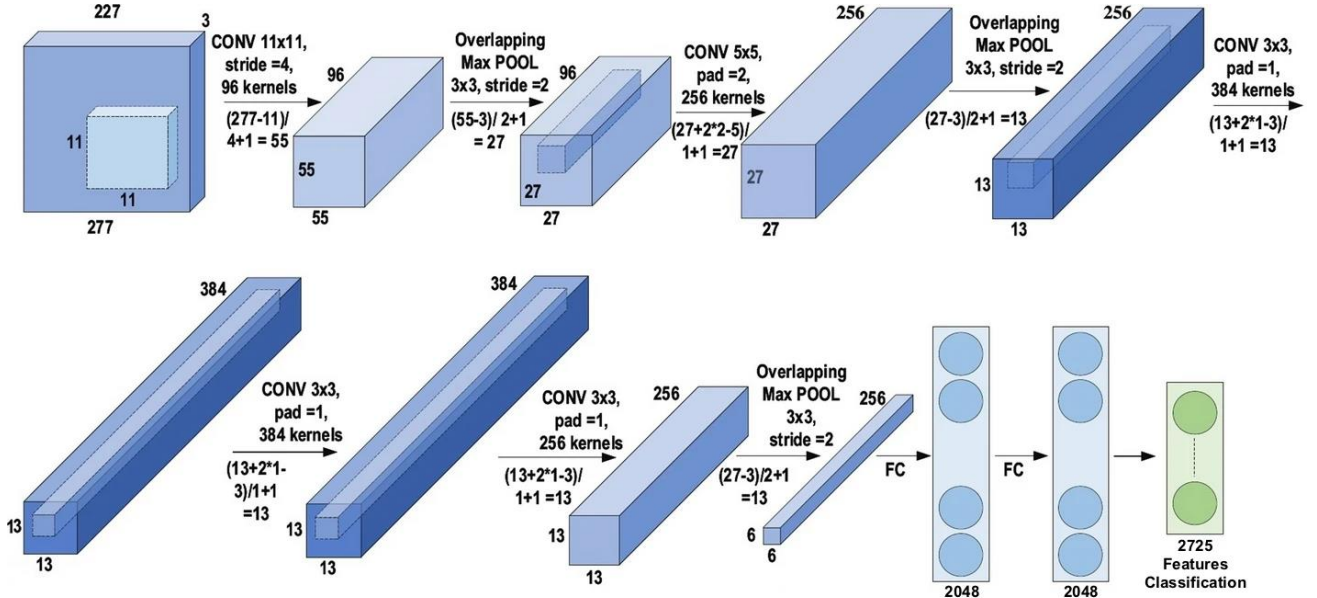 227
3
CONV 11x11,
stride =4,
96 kernels
(277-11)/
4+1 = 55
11
11
277
96
55
55
Overlapping
Max POOL
3x3, stride =2
(55-3)/ 2+1
= 27
96
27
27
CONV 5x5,
pad =2,
256 kernels
(27+2*2-5)/
1+1 =27
256
27
27
Overlapping
Max POOL
3x3, stride =2
(27-3)/2+1 =13
256
13
13
CONV 3x3,
pad =1,
384 kernels
(13+2*1-3)/
1+1 =13
384
13
13
CONV 3x3,
pad =1,
384 kernels
(13+2*1-
3)/1+1
=13
384
13
13
CONV 3x3,
pad =1,
256 kernels
(13+2*1-3)/
1+1 =13
256
13
13
Overlapping
Max POOL
3x3,
stride =2
(27-3)/2+1
=13
256
6
6
FC
2048
FC
2048
2725
Features
Classification